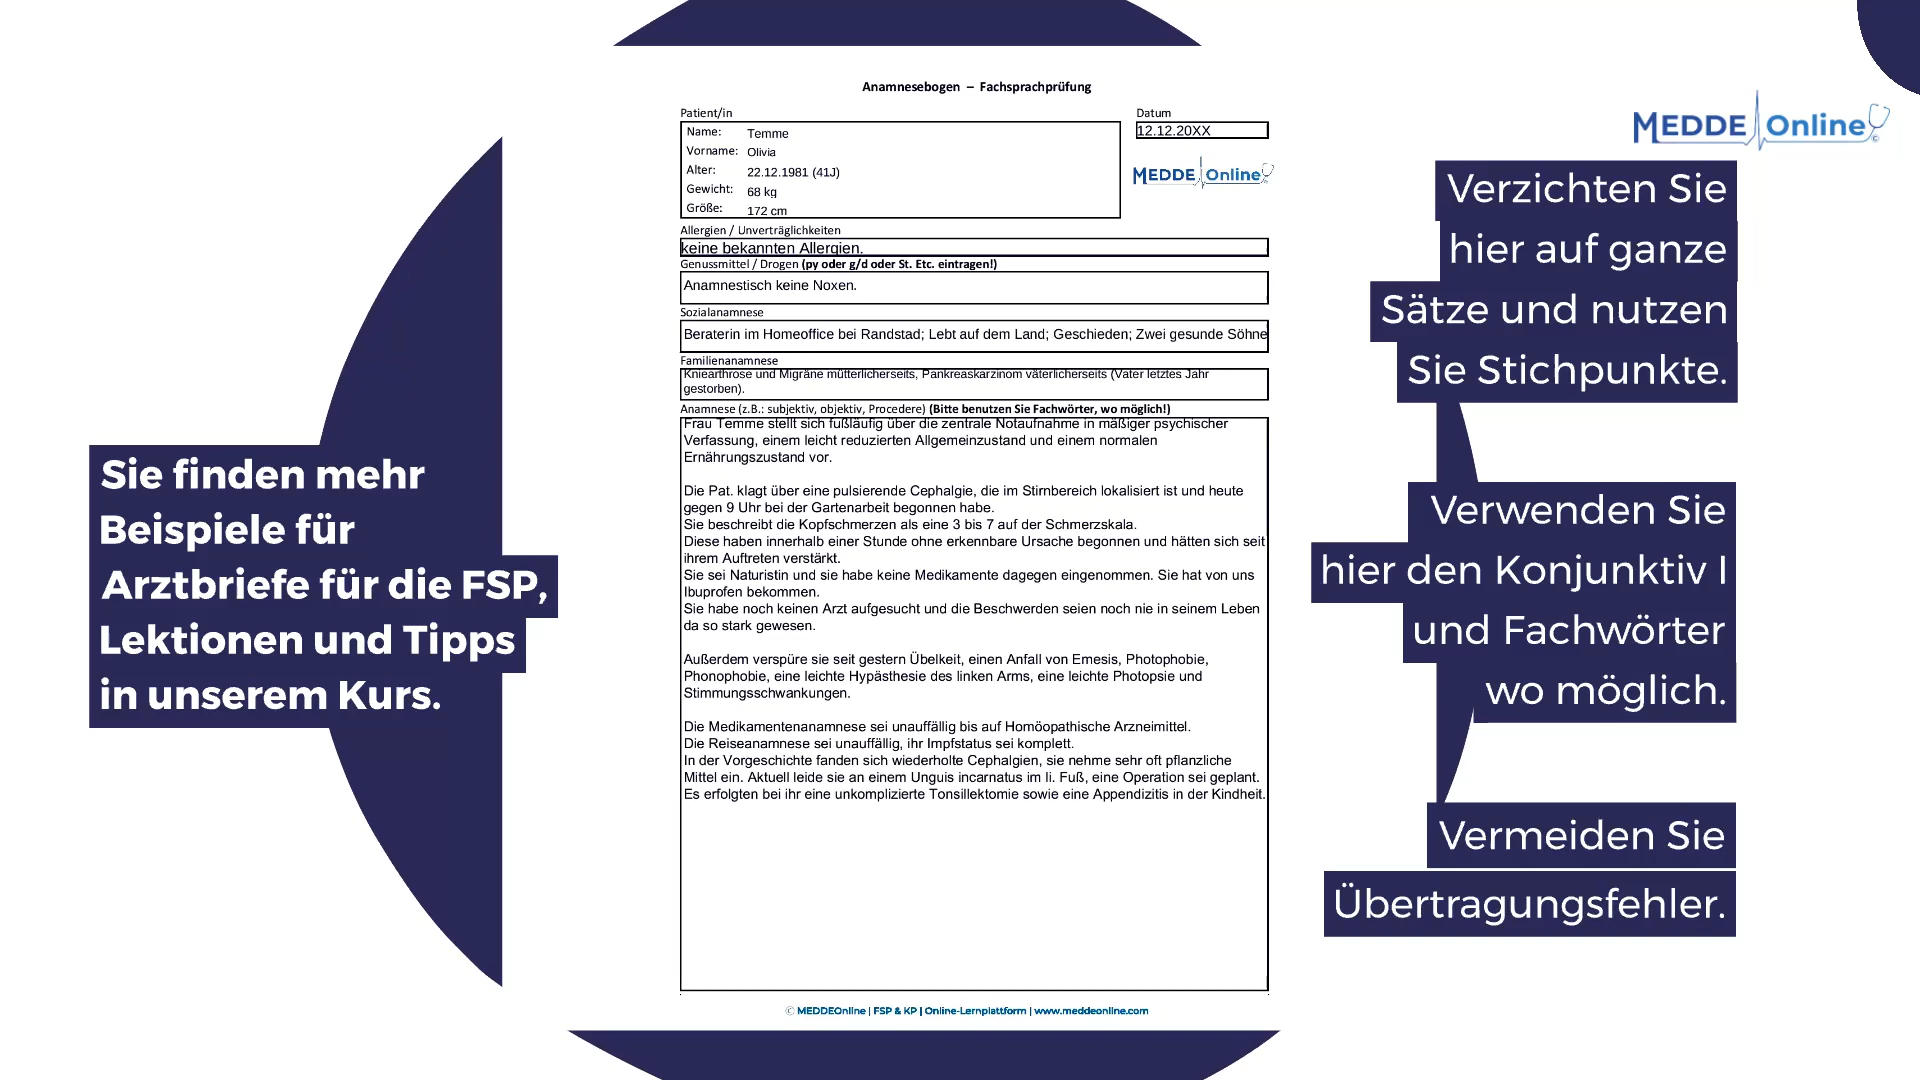 Anamnesebogen – Fachsprachprüfung
Patient/in
Datum
Name: Temme
Vorname: Olivia
Alter: 22.12.1981 (41J)
Gewicht: 68 kg
Größe: 172 cm
12.12.20XX
MEDDE Online
Allergien / Unverträglichkeiten
keine bekannten Allergien.
Genussmittel / Drogen (py oder g/d oder St. Etc. eintragen!)
Anamnestisch keine Noxen.
Sozialanamnese
Beraterin im Homeoffice bei Randstad; Lebt auf dem Land; Geschieden; Zwei gesunde Söhne
Familienanamnese
Kniearthrose und Migräne mütterlicherseits, Pankreaskarzinom väterlicherseits (Vater letztes Jahr
gestorben).
Anamnese (z.B.: subjektiv, objektiv, Procedere) (Bitte benutzen Sie Fachwörter, wo möglich!)
Frau Temme stellt sich fußläufig über die zentrale Notaufnahme in mäßiger psychischer
Verfassung, einem leicht reduzierten Allgemeinzustand und einem normalen
Ernährungszustand vor.
Die Pat. klagt über eine pulsierende Cephalgie, die im Stirnbereich lokalisiert ist und heute
gegen 9 Uhr bei der Gartenarbeit begonnen habe.
Sie beschreibt die Kopfschmerzen als eine 3 bis 7 auf der Schmerzskala.
Diese haben innerhalb einer Stunde ohne erkennbare Ursache begonnen und hätten sich seit
ihrem Auftreten verstärkt.
Sie sei Naturistin und sie habe keine Medikamente dagegen eingenommen. Sie hat von uns
Ibuprofen bekommen.
Sie habe noch keinen Arzt aufgesucht und die Beschwerden seien noch nie in seinem Leben
da so stark gewesen.
Außerdem verspüre sie seit gestern Übelkeit, einen Anfall von Emesis, Photophobie,
Phonophobie, eine leichte Hypästhesie des linken Arms, eine leichte Photopsie und
Stimmungsschwankungen.
Die Medikamentenanamnese sei unauffällig bis auf Homöopathische Arzneimittel.
Die Reiseanamnese sei unauffällig, ihr Impfstatus sei komplett.
In der Vorgeschichte fanden sich wiederholte Cephalgien, sie nehme sehr oft pflanzliche
Mittel ein. Aktuell leide sie an einem Unguis incarnatus im li. Fuß, eine Operation sei geplant.
Es erfolgten bei ihr eine unkomplizierte Tonsillektomie sowie eine Appendizitis in der Kindheit.
© MEDDEOnline | FSP & KP | Online-Lernplattform | www.meddeonline.com
Sie finden mehr
Beispiele für
Arztbriefe für die FSP,
Lektionen und Tipps
in unserem Kurs.
MEDDE Online ©
Verzichten Sie
hier auf ganze
Sätze und nutzen
Sie Stichpunkte.
Verwenden Sie
hier den Konjunktiv I
und Fachwörter
wo möglich.
Vermeiden Sie
Übertragungsfehler.